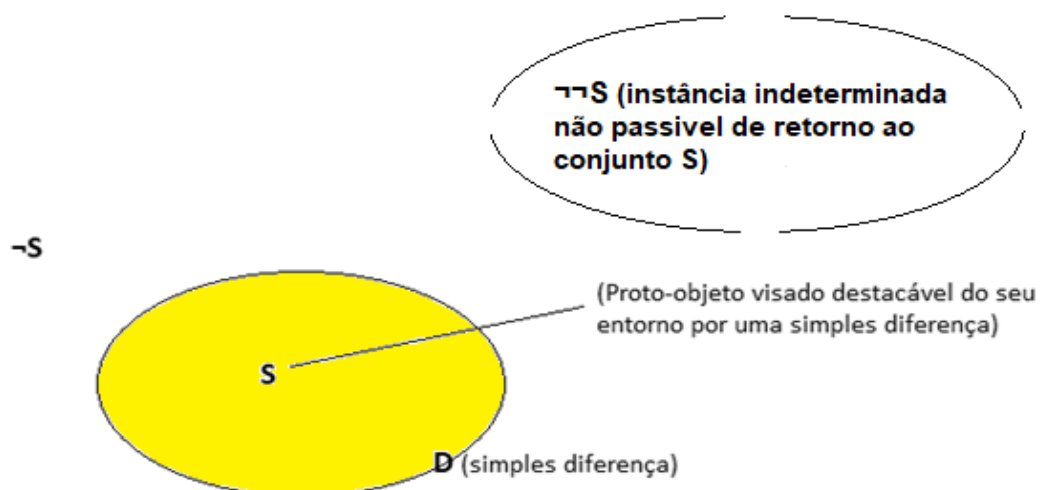 ¬¬S (instância indeterminada
não passivel de retorno ao
conjunto S)
¬S
(Proto-objeto visado destacável do seu
entorno por uma simples diferença)
S
D (simples diferença)